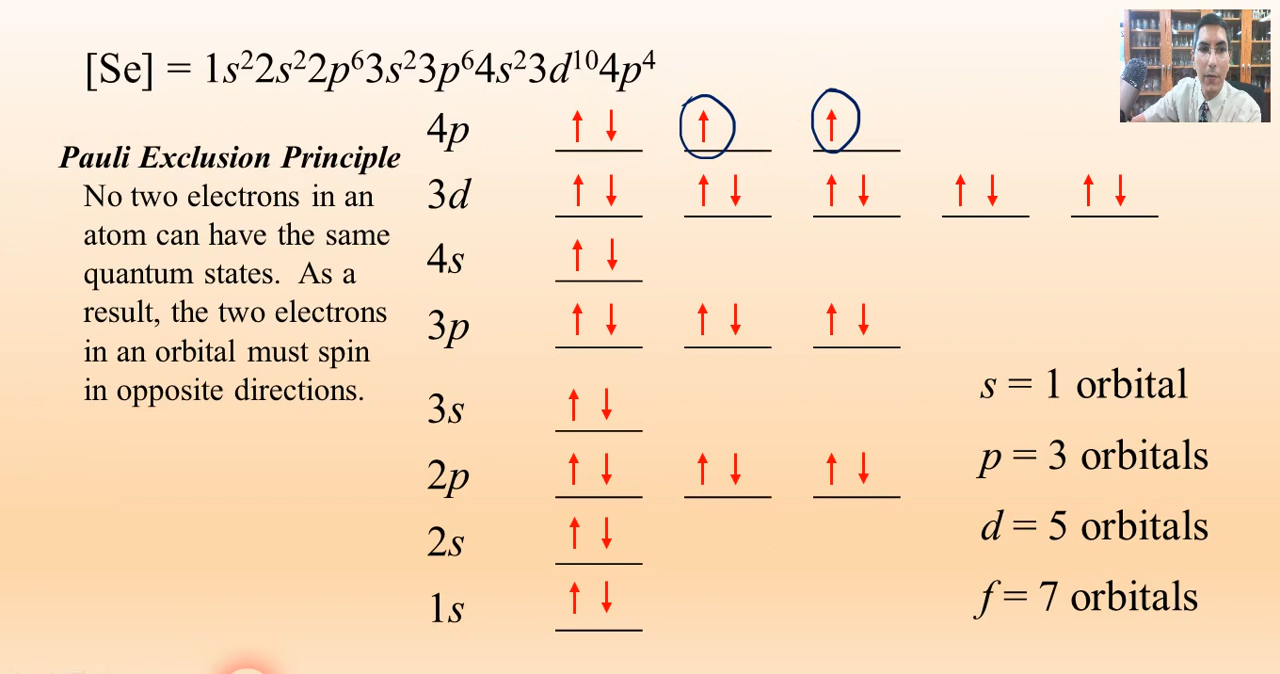 [Se] = 1s²2s²2p⁶3s²3p⁶4s²3d¹⁰4p⁴
4p ↑ ↓ ↑ ↑
Pauli Exclusion Principle
No two electrons in an
atom can have the same
quantum states. As a
result, the two electrons
in an orbital must spin
in opposite directions.
3d ↑ ↓ ↑ ↓ ↑ ↓ ↑ ↓ ↑ ↓
4s ↑ ↓
3p ↑ ↓ ↑ ↓ ↑ ↓
3s ↑ ↓
2p ↑ ↓ ↑ ↓ ↑ ↓
2s ↑ ↓
1s ↑ ↓
s = 1 orbital
p = 3 orbitals
d = 5 orbitals
f = 7 orbitals